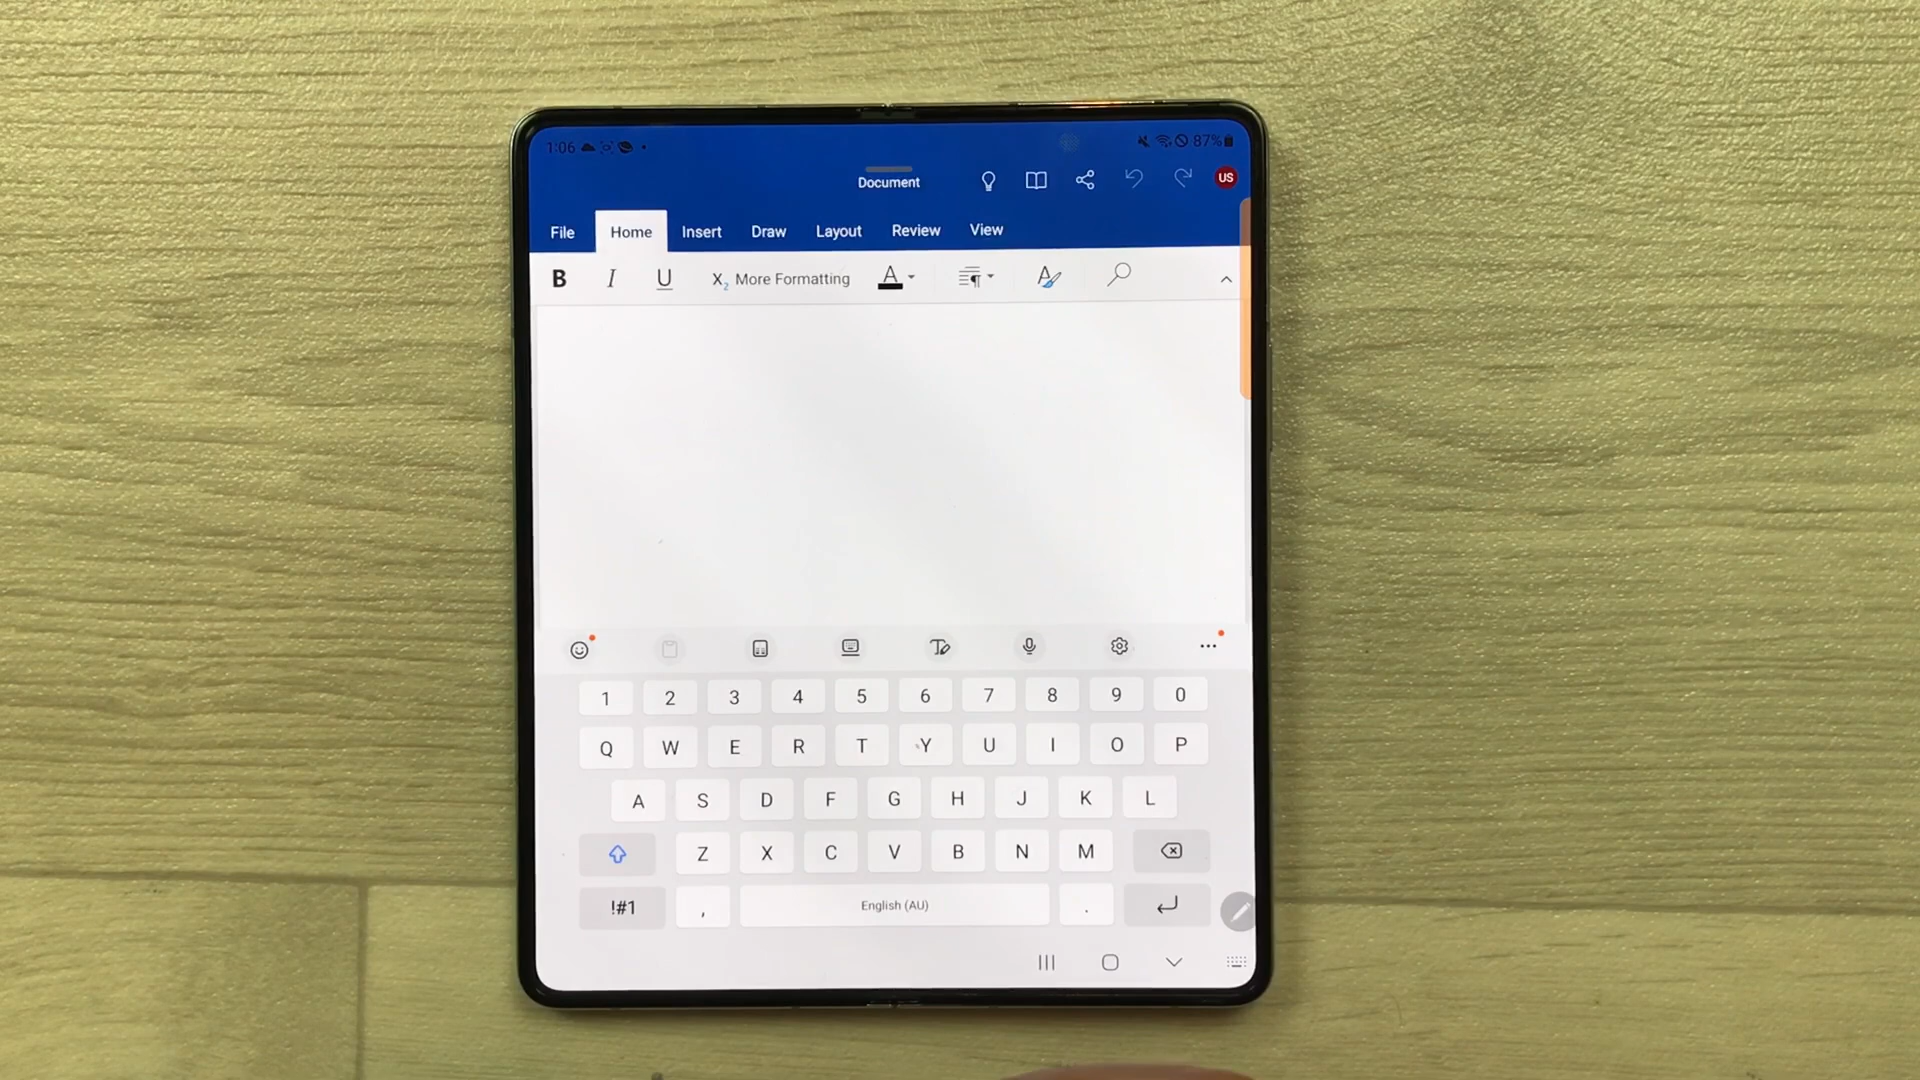 1:06 87%
Document US
File Home Insert Draw Layout Review View
B I U X₂ More Formatting A
1 2 3 4 5 6 7 8 9 0
Q W E R T Y U I O P
A S D F G H J K L
Z X C V B N M
!#1 , English (AU) .